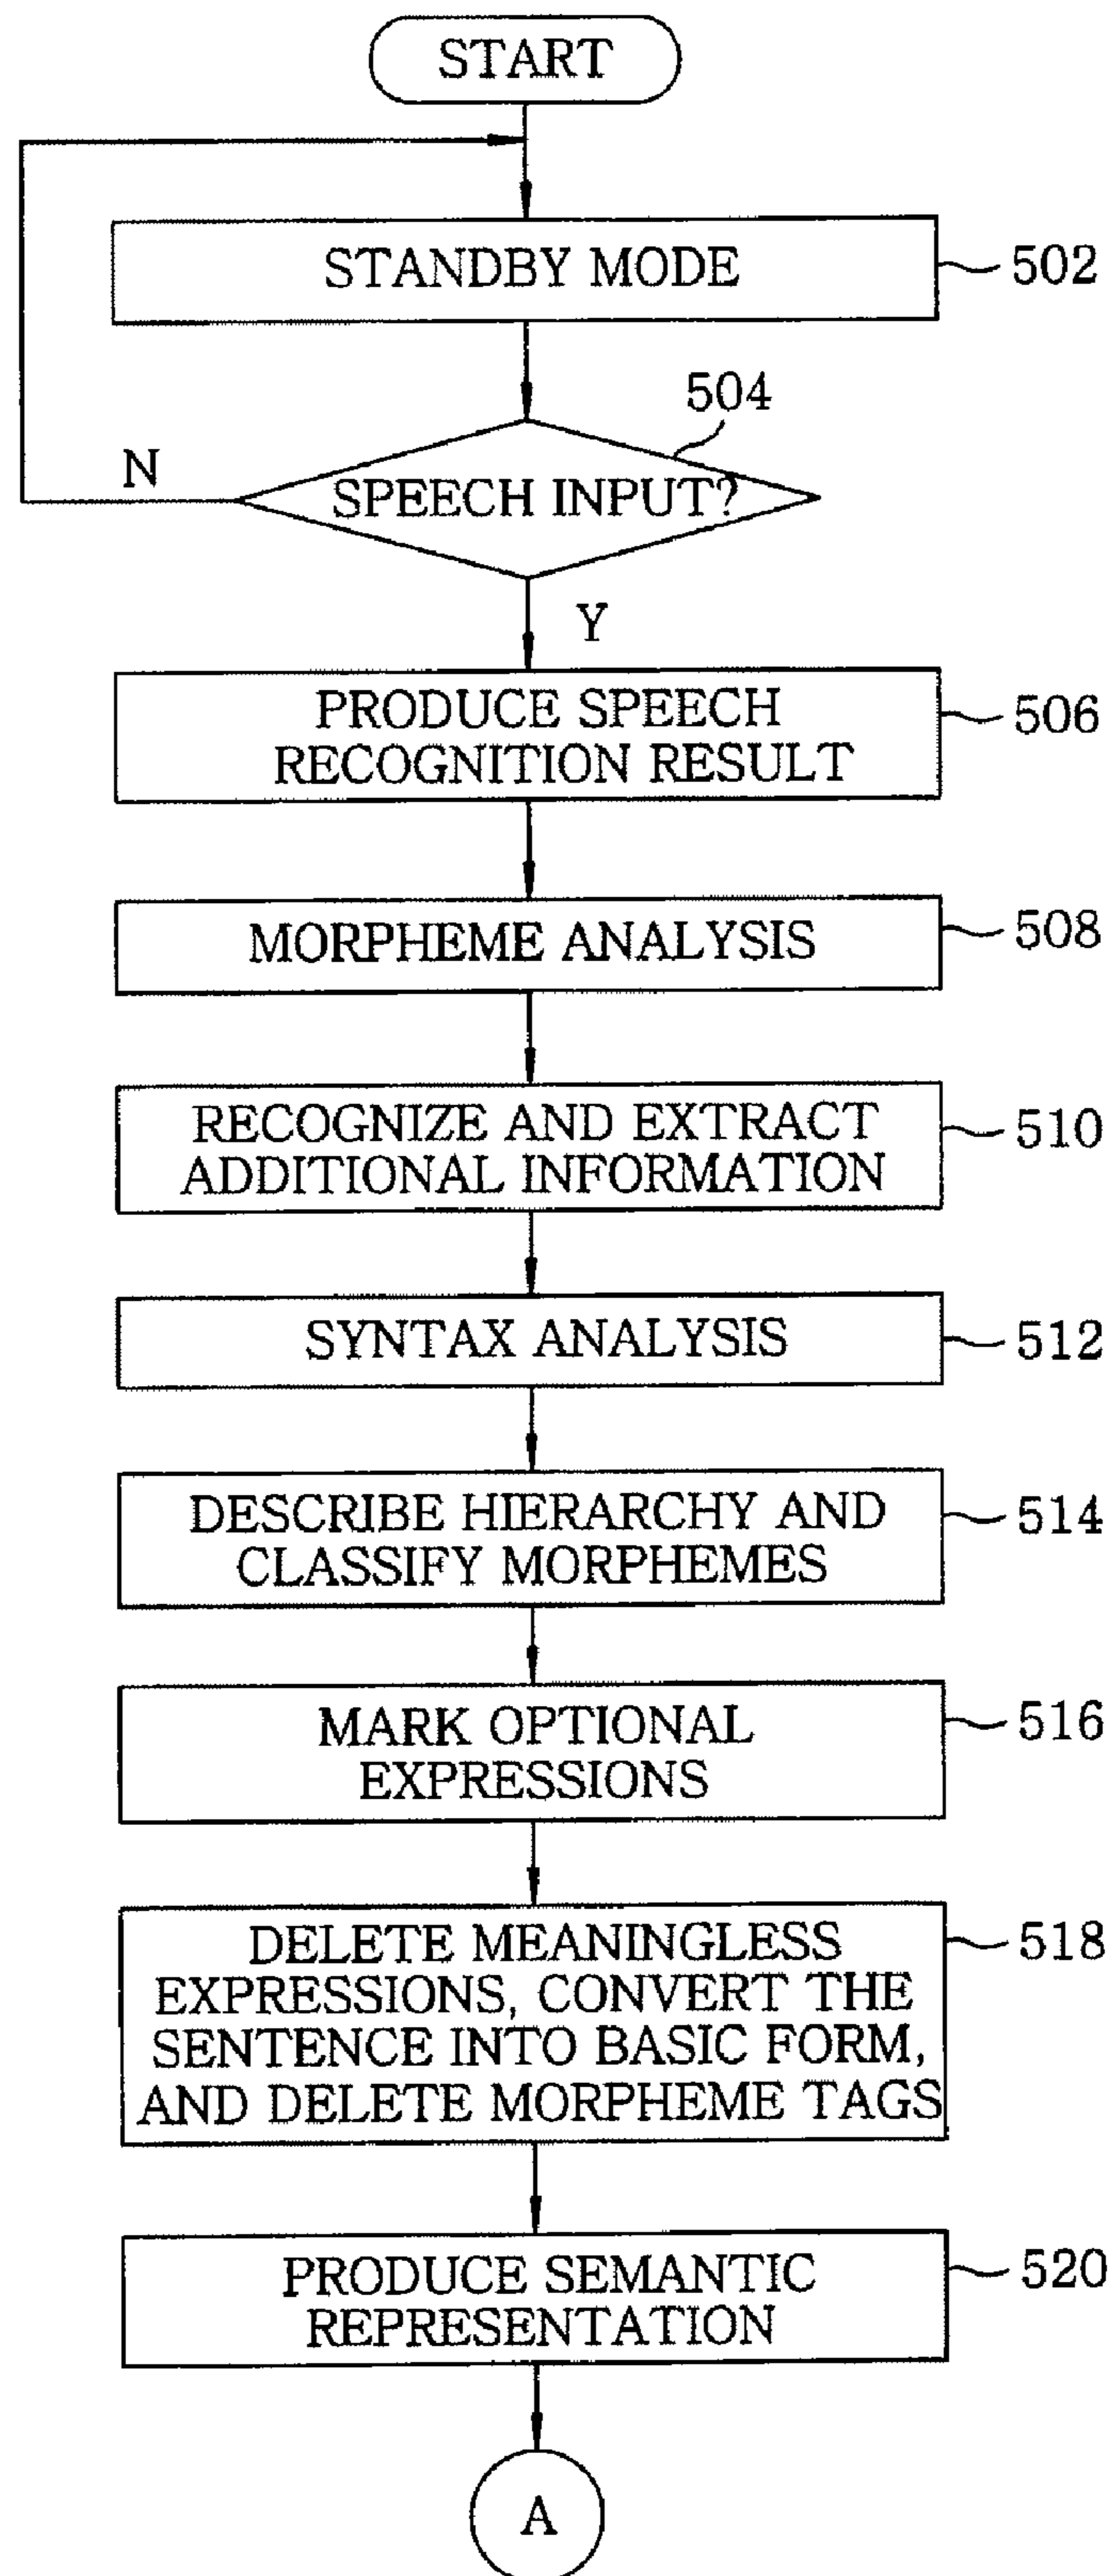 START
STANDBY MODE
502
504
N
SPEECH INPUT?
Y
PRODUCE SPEECH
RECOGNITION RESULT
506
MORPHEME ANALYSIS
508
RECOGNIZE AND EXTRACT
ADDITIONAL INFORMATION
510
SYNTAX ANALYSIS
512
DESCRIBE HIERARCHY AND
CLASSIFY MORPHEMES
514
MARK OPTIONAL
EXPRESSIONS
516
DELETE MEANINGLESS
EXPRESSIONS, CONVERT THE
SENTENCE INTO BASIC FORM,
AND DELETE MORPHEME TAGS
518
PRODUCE SEMANTIC
REPRESENTATION
520
A